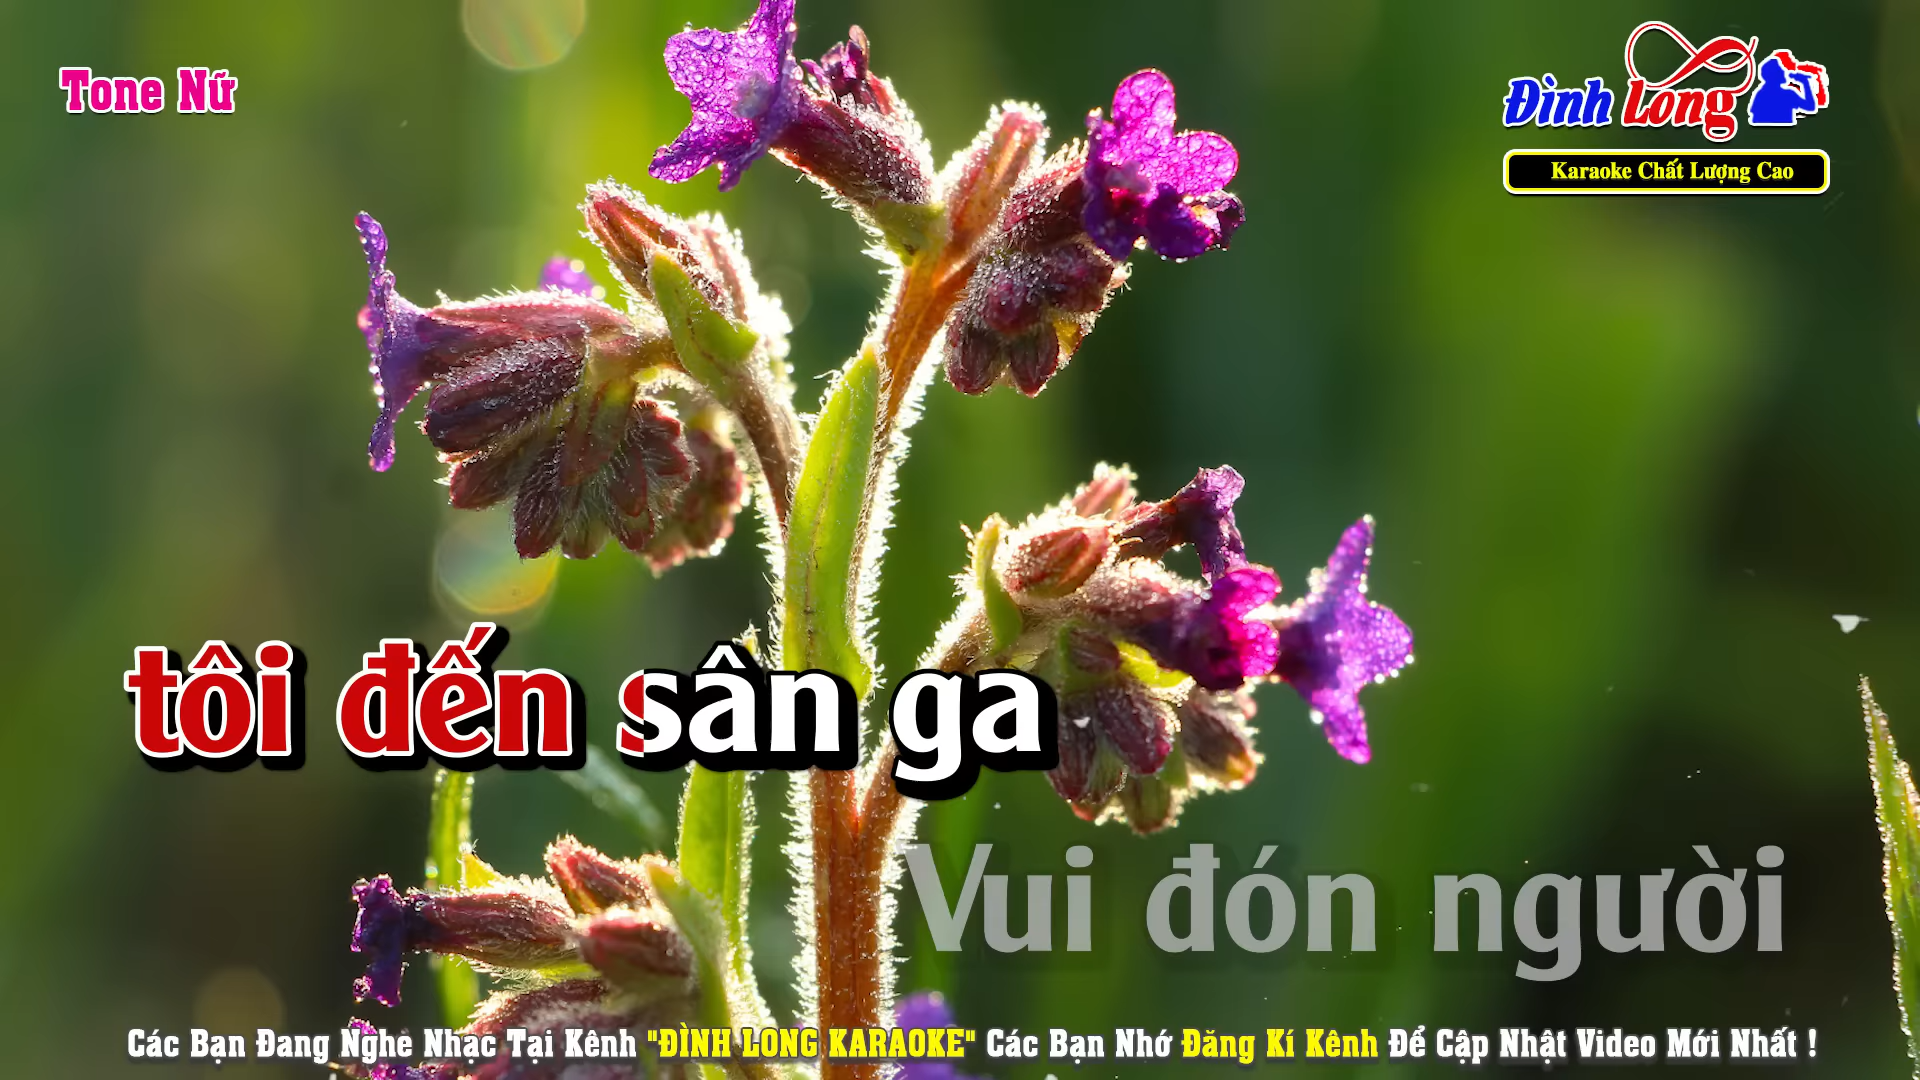 Tone Nữ
Đình Long
Karaoke Chất Lượng Cao
tôi đến sân ga
Vui đón người
Các Bạn Đang Nghe Nhạc Tại Kênh "ĐÌNH LONG KARAOKE" Các Bạn Nhớ Đăng Kí Kênh Để Cập Nhật Video Mới Nhất !